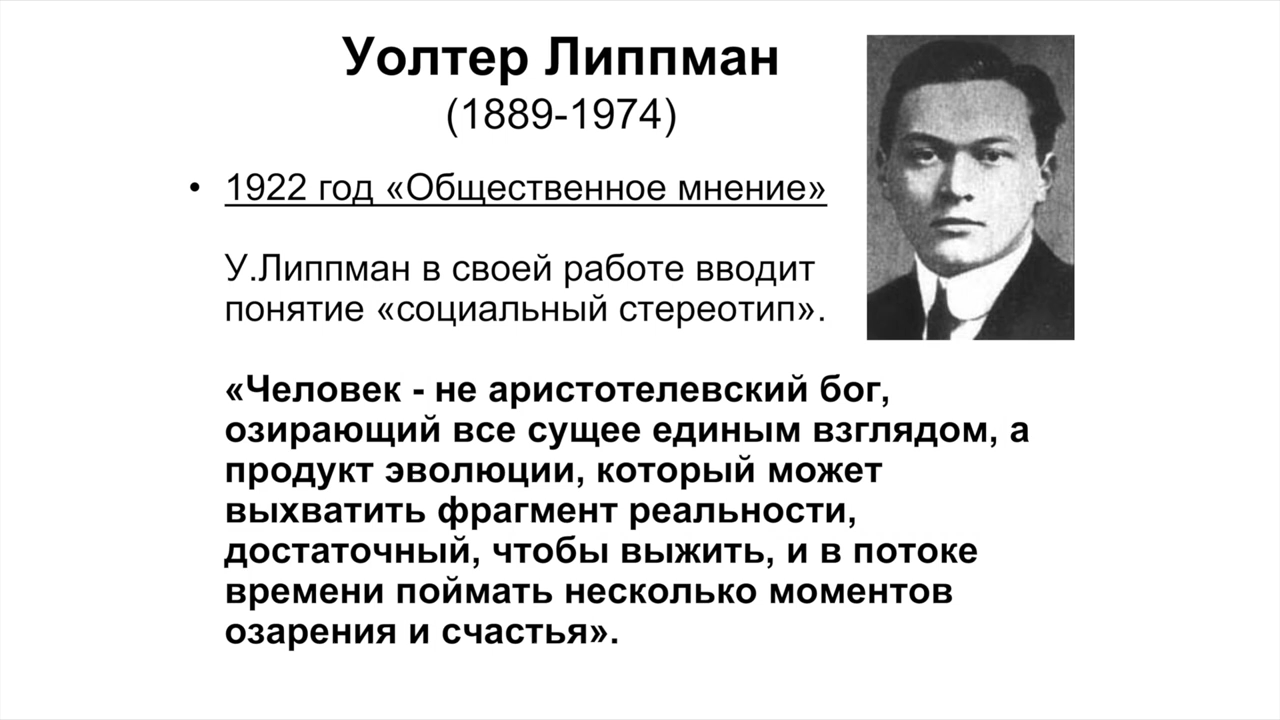 Уолтер Липпман
(1889-1974)
• 1922 год «Общественное мнение»
У.Липпман в своей работе вводит
понятие «социальный стереотип».
«Человек - не аристотелевский бог,
озирающий все сущее единым взглядом, а
продукт эволюции, который может
выхватить фрагмент реальности,
достаточный, чтобы выжить, и в потоке
времени поймать несколько моментов
озарения и счастья».